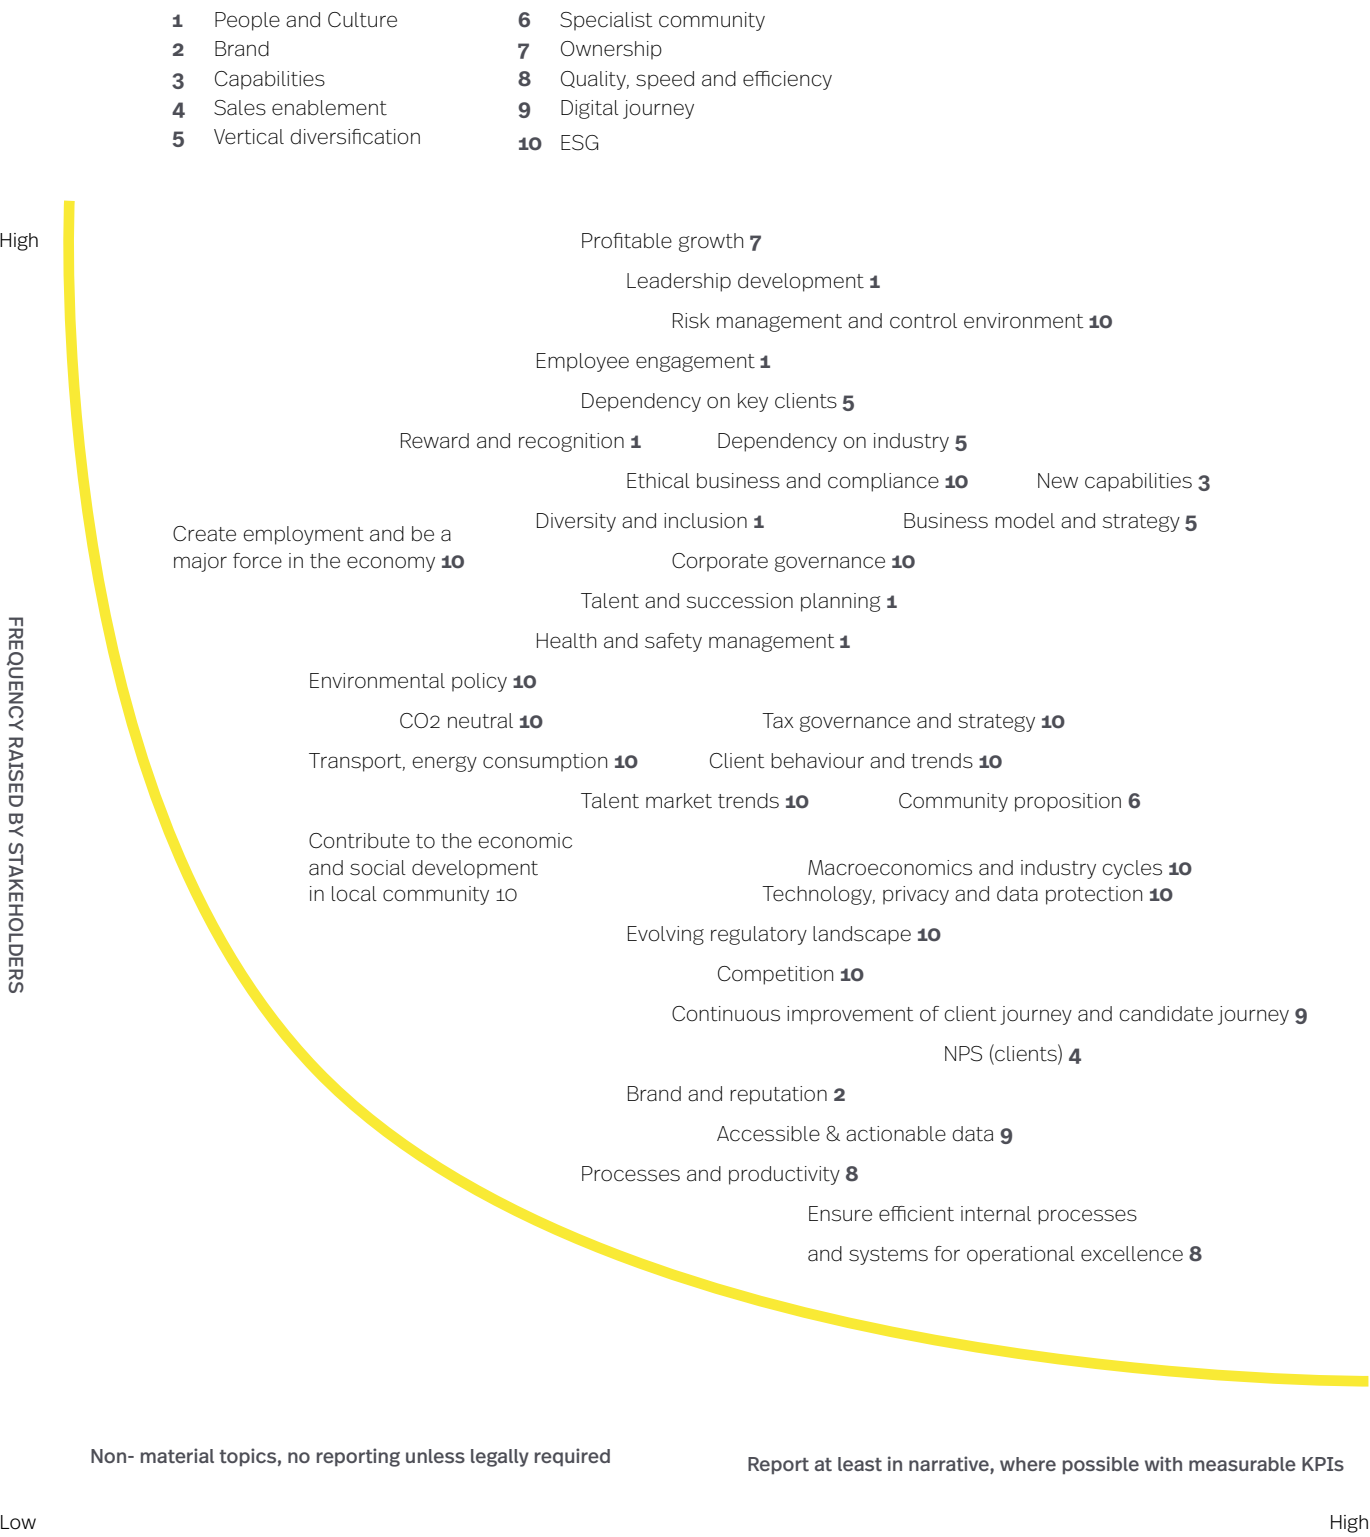 1 People and Culture
2 Brand
3 Capabilities
4 Sales enablement
5 Vertical diversification
6 Specialist community
7 Ownership
8 Quality, speed and efficiency
9 Digital journey
10 ESG
High
Profitable growth 7
Leadership development 1
Risk management and control environment 10
Employee engagement 1
Dependency on key clients 5
Reward and recognition 1
Dependency on industry 5
Ethical business and compliance 10
New capabilities 3
Create employment and be a
major force in the economy 10
Diversity and inclusion 1
Business model and strategy 5
Corporate governance 10
Talent and succession planning 1
Health and safety management 1
Environmental policy 10
CO2 neutral 10
Tax governance and strategy 10
Transport, energy consumption 10
Client behaviour and trends 10
Talent market trends 10
Community proposition 6
Contribute to the economic
and social development
in local community 10
Macroeconomics and industry cycles 10
Technology, privacy and data protection 10
Evolving regulatory landscape 10
Competition 10
Continuous improvement of client journey and candidate journey 9
NPS (clients) 4
Brand and reputation 2
Accessible & actionable data 9
Processes and productivity 8
Ensure efficient internal processes
and systems for operational excellence 8
FREQUENCY RAISED BY STAKEHOLDERS
Non- material topics, no reporting unless legally required
Report at least in narrative, where possible with measurable KPIs
Low
High